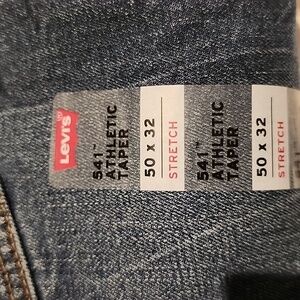 Levi's®
541™
ATHLETIC
TAPER
50 x 32
STRETCH
541™
ATHLETIC
TAPER
50 x 32
STRETCH